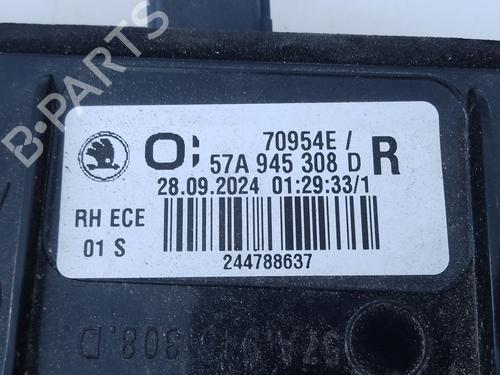 70954E /
O: 57A 945 308 D R
28.09.2024 01:29:33/1
RH ECE
01 S
244788637
B-Parts
57A 945 308.D